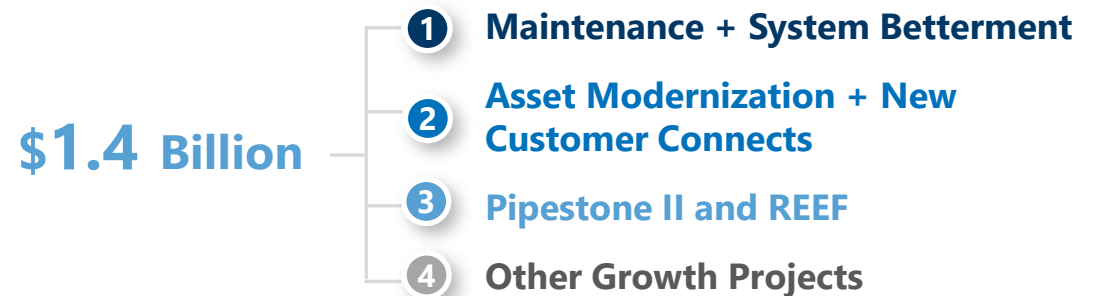 1 Maintenance + System Betterment
2 Asset Modernization + New
Customer Connects
$1.4 Billion
3 Pipestone II and REEF
4 Other Growth Projects